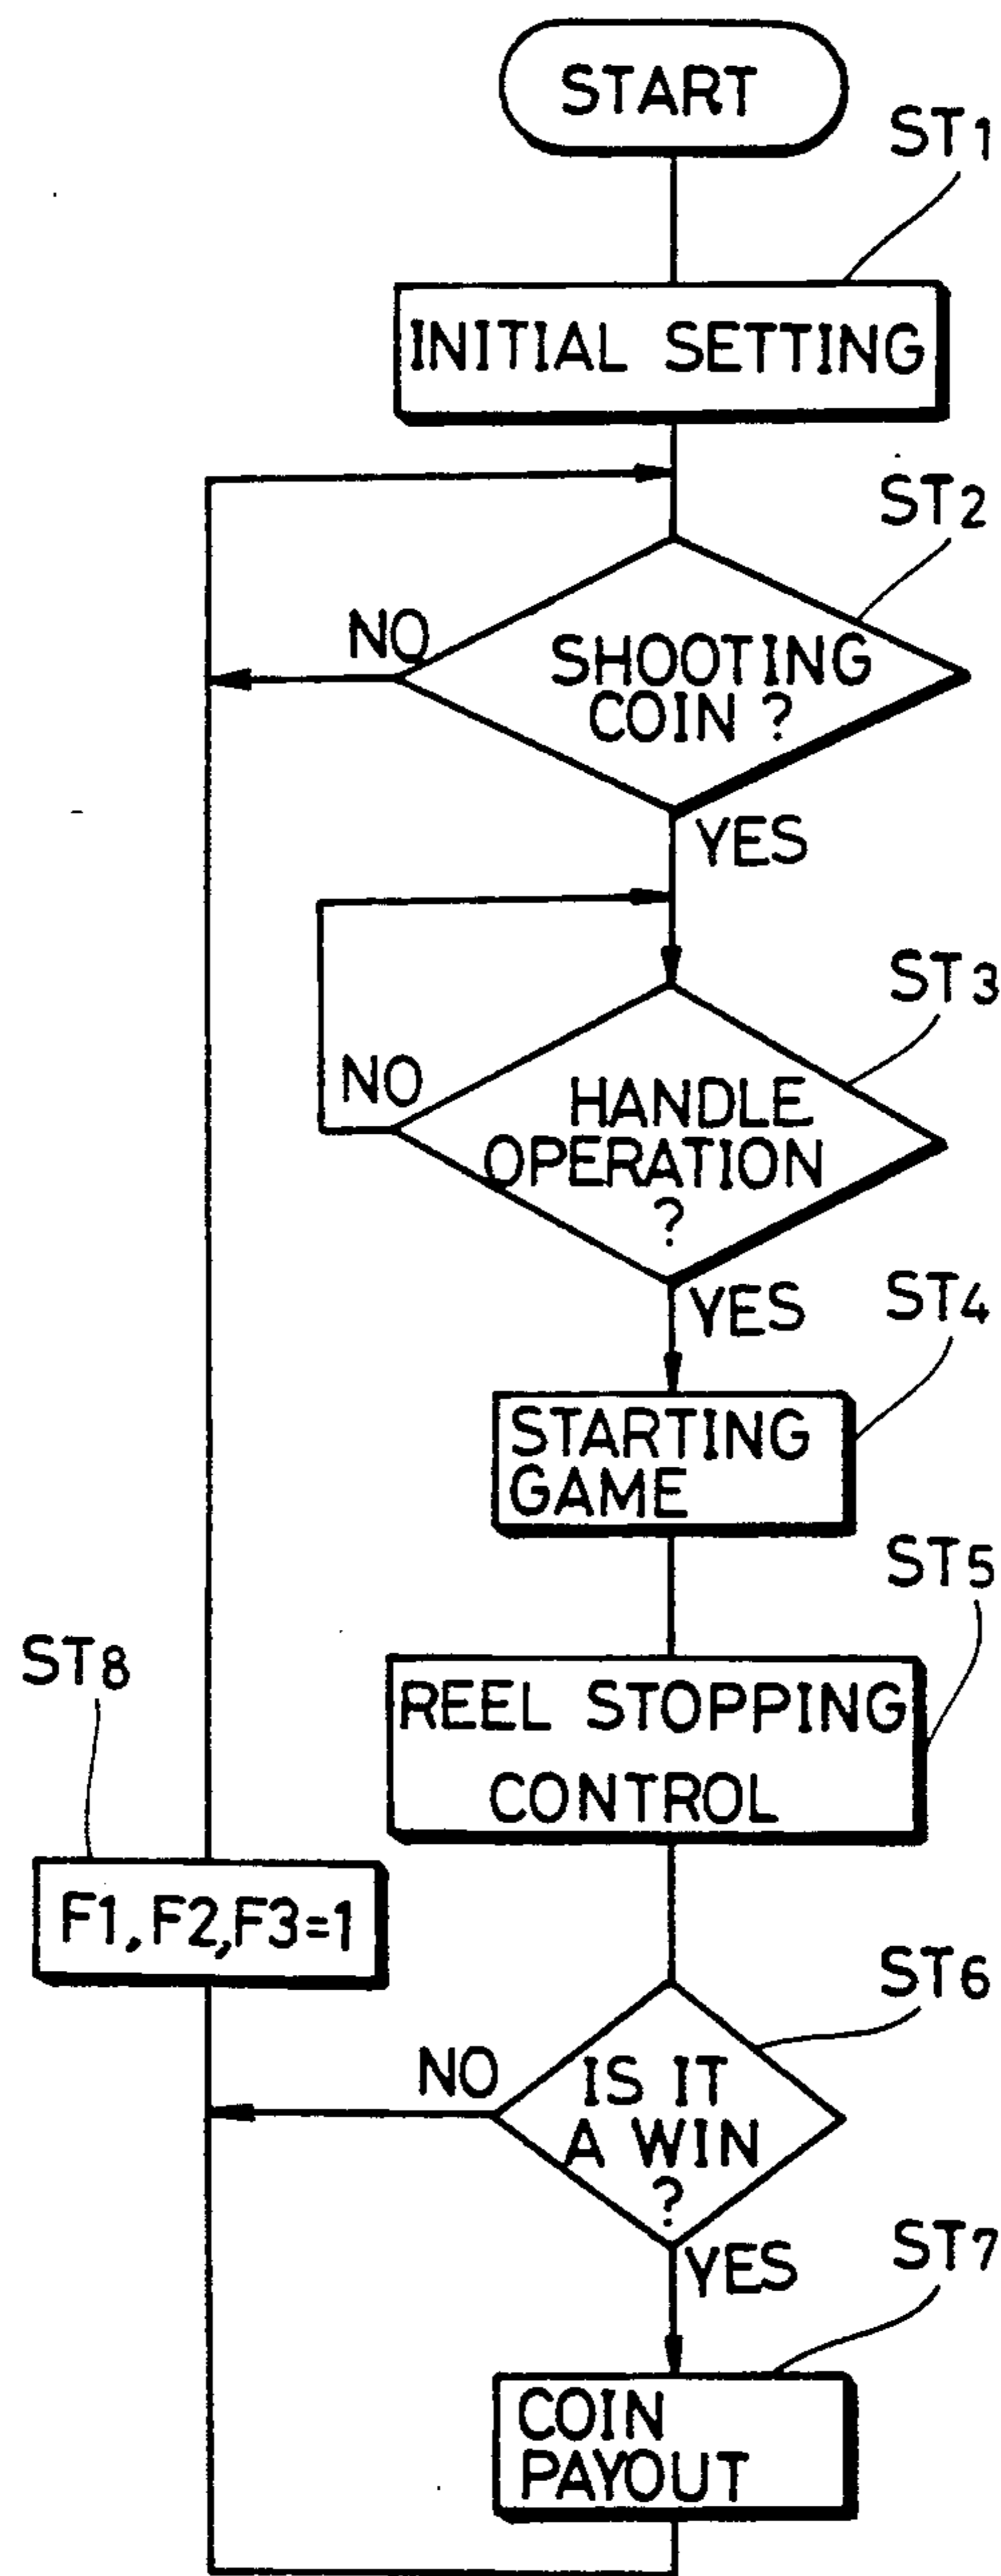 START
ST1
INITIAL SETTING
ST2
NO
SHOOTING
COIN ?
YES
ST3
NO
HANDLE
OPERATION
?
YES
ST4
STARTING
GAME
ST5
REEL STOPPING
CONTROL
ST8
F1, F2, F3=1
ST6
NO
IS IT
A WIN
?
YES
ST7
COIN
PAYOUT